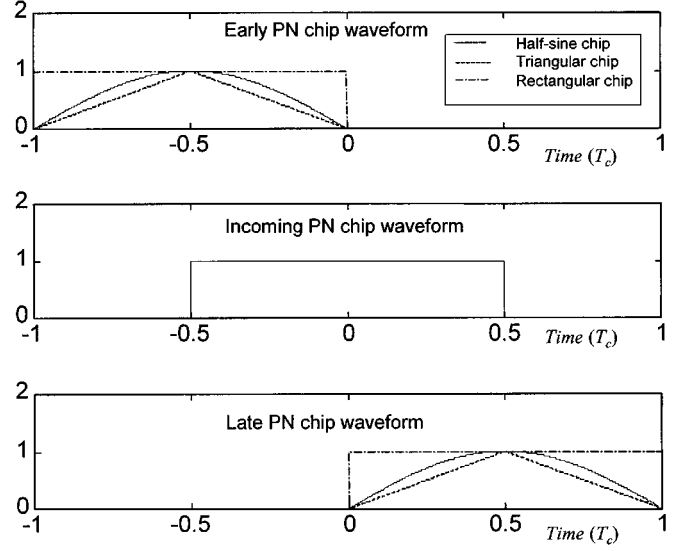 2
Early PN chip waveform
Half-sine chip
Triangular chip
Rectangular chip
1
0
-1 -0.5 0 0.5 1
Time (Tc)
2
Incoming PN chip waveform
1
0
-1 -0.5 0 0.5 1
Time (Tc)
2
Late PN chip waveform
1
0
-1 -0.5 0 0.5 1
Time (Tc)